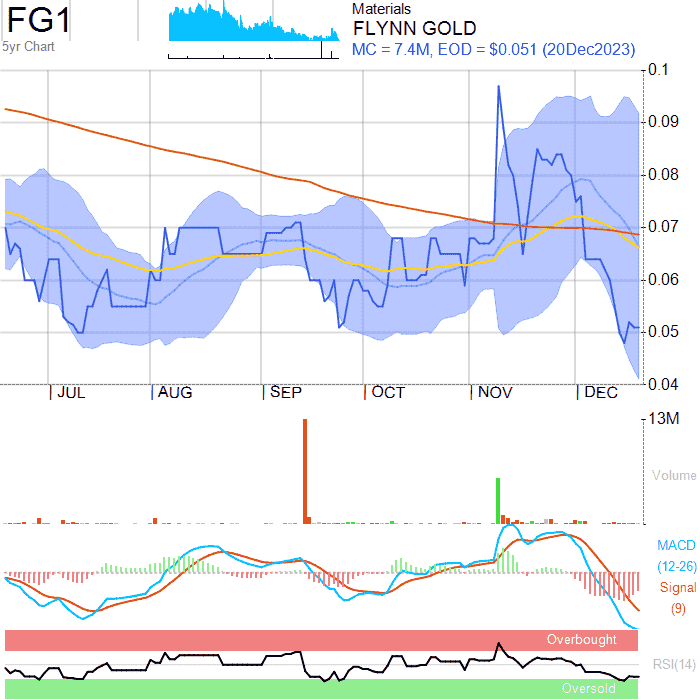 FG1
5yr Chart
Materials
FLYNN GOLD
MC = 7.4M, EOD = $0.051 (20Dec2023)
0.1
0.09
0.08
0.07
0.06
0.05
0.04
JUL AUG SEP OCT NOV DEC
13M
Volume
MACD
(12-26)
Signal
(9)
Overbought
RSI(14)
Oversold